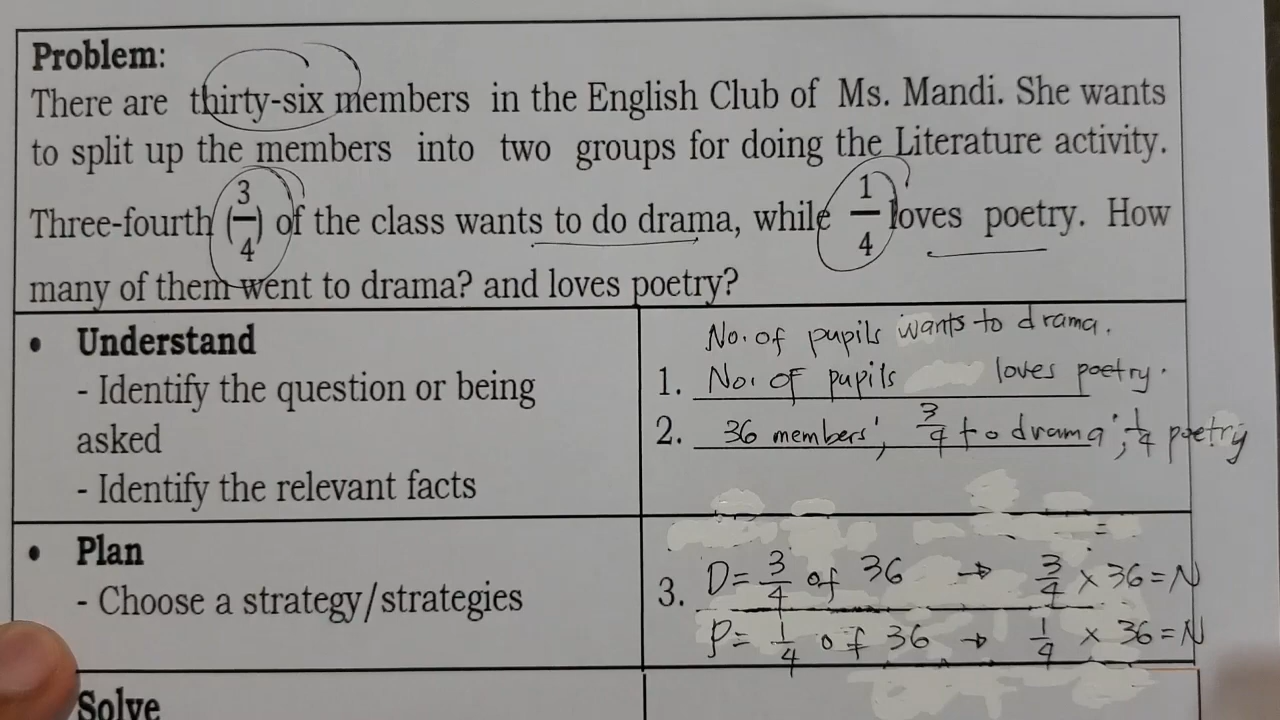 Problem:
There are thirty-six members in the English Club of Ms. Mandi. She wants
to split up the members into two groups for doing the Literature activity.
Three-fourth (3/4) of the class wants to do drama, while 1/4 loves poetry. How
many of them went to drama? and loves poetry?
• Understand
- Identify the question or being
asked
- Identify the relevant facts
No. of pupils wants to drama.
1. No. of pupils loves poetry.
2. 36 members; 3/4 to drama; 1/4 poetry
• Plan
- Choose a strategy/strategies
=
3. D = 3/4 of 36 → 3/4 x 36 = N
P = 1/4 of 36 → 1/4 x 36 = N
Solve